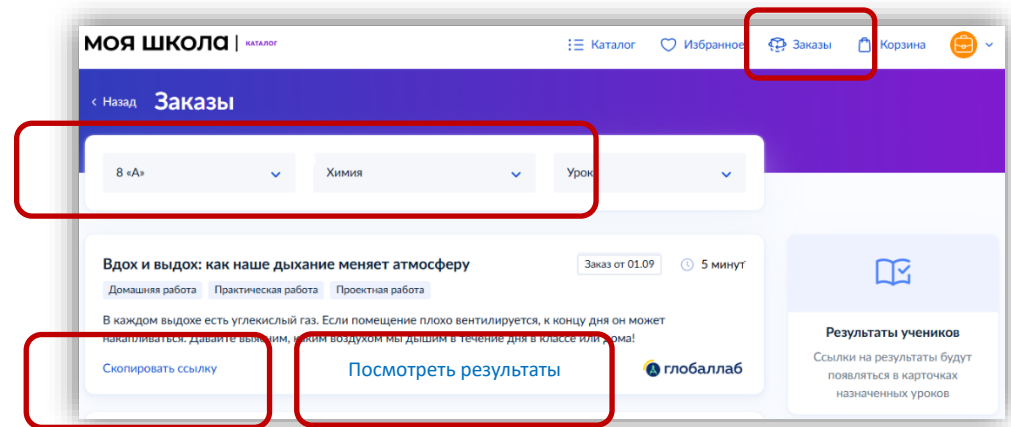 МОЯ ШКОЛА | КАТАЛОГ
Каталог Избранное Заказы Корзина
‹ Назад Заказы
8 «А» Химия Урок
Вдох и выдох: как наше дыхание меняет атмосферу Заказ от 01.09 5 минут
Домашняя работа Практическая работа Проектная работа
В каждом выдохе есть углекислый газ. Если помещение плохо вентилируется, к концу дня он может
накапливаться. Давайте выясним, каким воздухом мы дышим в течение дня в классе или дома!
Скопировать ссылку Посмотреть результаты глобаллаб
Результаты учеников
Ссылки на результаты будут
появляться в карточках
назначенных уроков